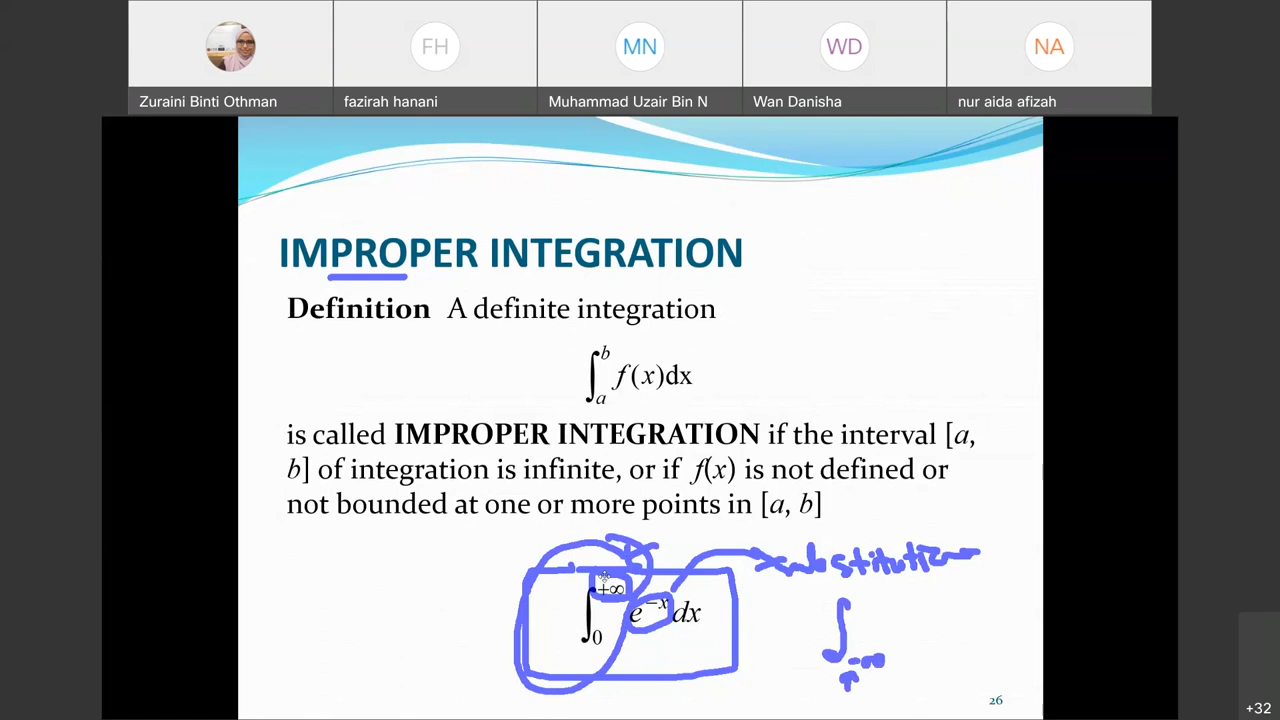 FH
MN
WD
NA
Zuraini Binti Othman
fazirah hanani
Muhammad Uzair Bin N
Wan Danisha
nur aida afizah
IMPROPER INTEGRATION
Definition A definite integration
∫_a^b f(x)dx
is called IMPROPER INTEGRATION if the interval [a,
b] of integration is infinite, or if f(x) is not defined or
not bounded at one or more points in [a, b]
substitution
∫_0^{+∞} e^{-x} dx
∫_{-∞}
26
+32